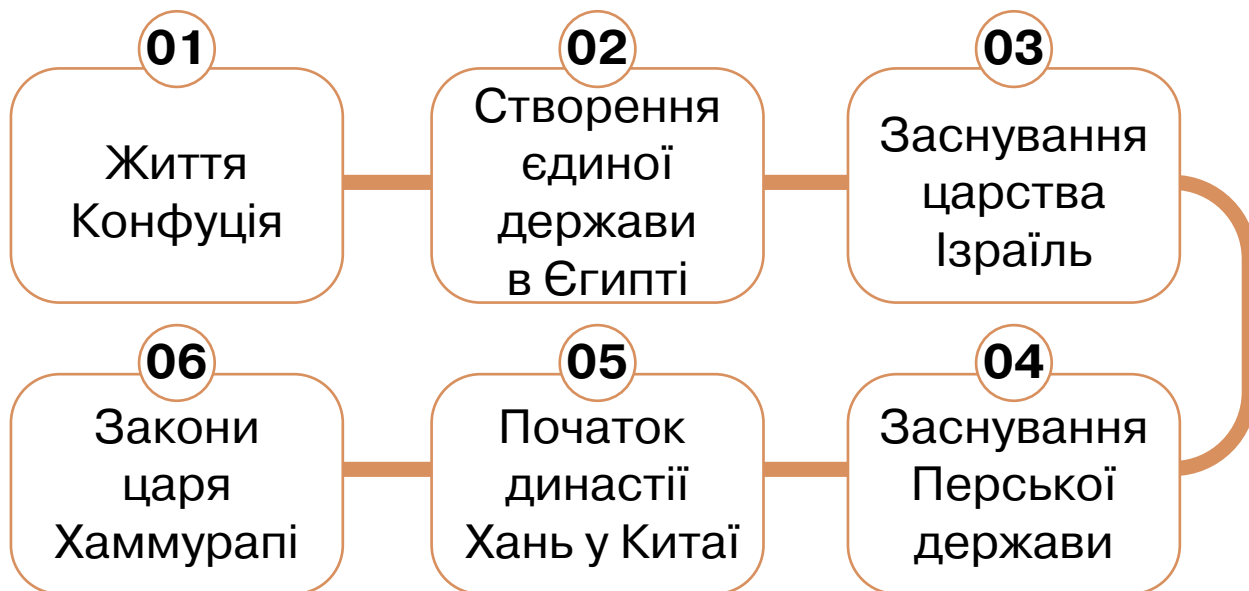 01
Життя
Конфуція
02
Створення
єдиної
держави
в Єгипті
03
Заснування
царства
Ізраїль
04
Заснування
Перської
держави
05
Початок
династії
Хань у Китаї
06
Закони
царя
Хаммурапі